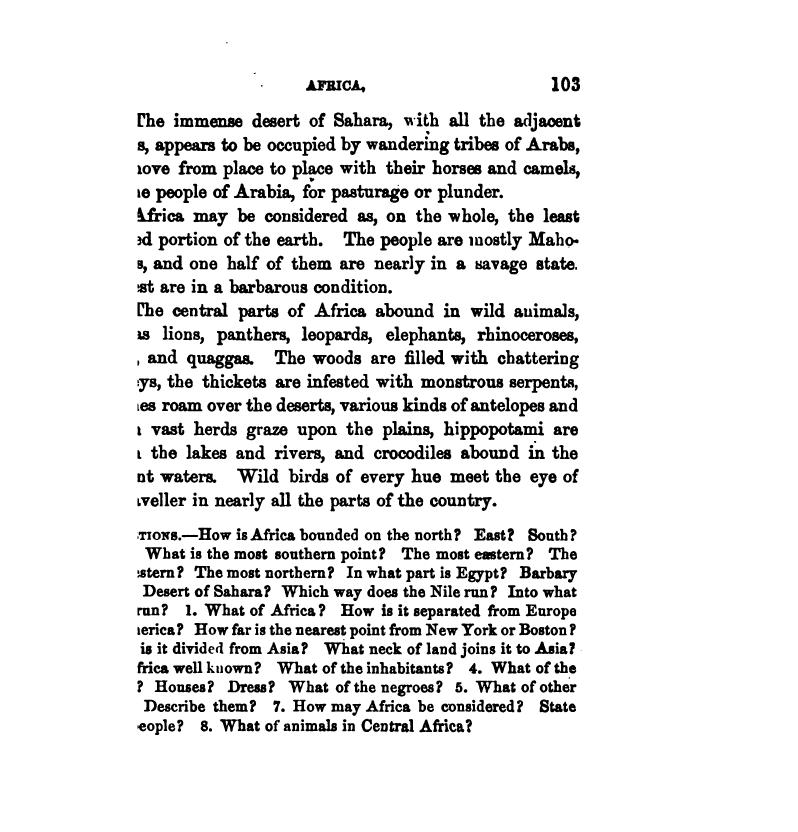 AFRICA, 103
The immense desert of Sahara, with all the adjacent
s, appears to be occupied by wandering tribes of Arabs,
ove from place to place with their horses and camels,
e people of Arabia, for pasturage or plunder.
Africa may be considered as, on the whole, the least
ed portion of the earth. The people are mostly Maho-
s, and one half of them are nearly in a savage state.
st are in a barbarous condition.
The central parts of Africa abound in wild animals,
as lions, panthers, leopards, elephants, rhinoceroses,
, and quaggas. The woods are filled with chattering
ys, the thickets are infested with monstrous serpents,
es roam over the deserts, various kinds of antelopes and
vast herds graze upon the plains, hippopotami are
the lakes and rivers, and crocodiles abound in the
nt waters. Wild birds of every hue meet the eye of
veller in nearly all the parts of the country.
TIONS.—How is Africa bounded on the north? East? South?
What is the most southern point? The most eastern? The
stern? The most northern? In what part is Egypt? Barbary
Desert of Sahara? Which way does the Nile run? Into what
run? 1. What of Africa? How is it separated from Europe
erica? How far is the nearest point from New York or Boston?
is it divided from Asia? What neck of land joins it to Asia?
frica well known? What of the inhabitants? 4. What of the
? Houses? Dress? What of the negroes? 5. What of other
Describe them? 7. How may Africa be considered? State
eople? 8. What of animals in Central Africa?